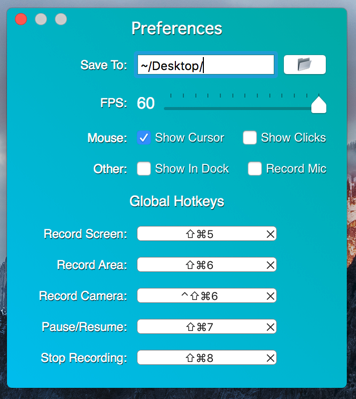 Preferences
Save To: ~/Desktop/
FPS: 60
Mouse: Show Cursor Show Clicks
Other: Show In Dock Record Mic
Global Hotkeys
Record Screen: ⇧⌘5 ×
Record Area: ⇧⌘6 ×
Record Camera: ^⇧⌘6 ×
Pause/Resume: ⇧⌘7 ×
Stop Recording: ⇧⌘8 ×